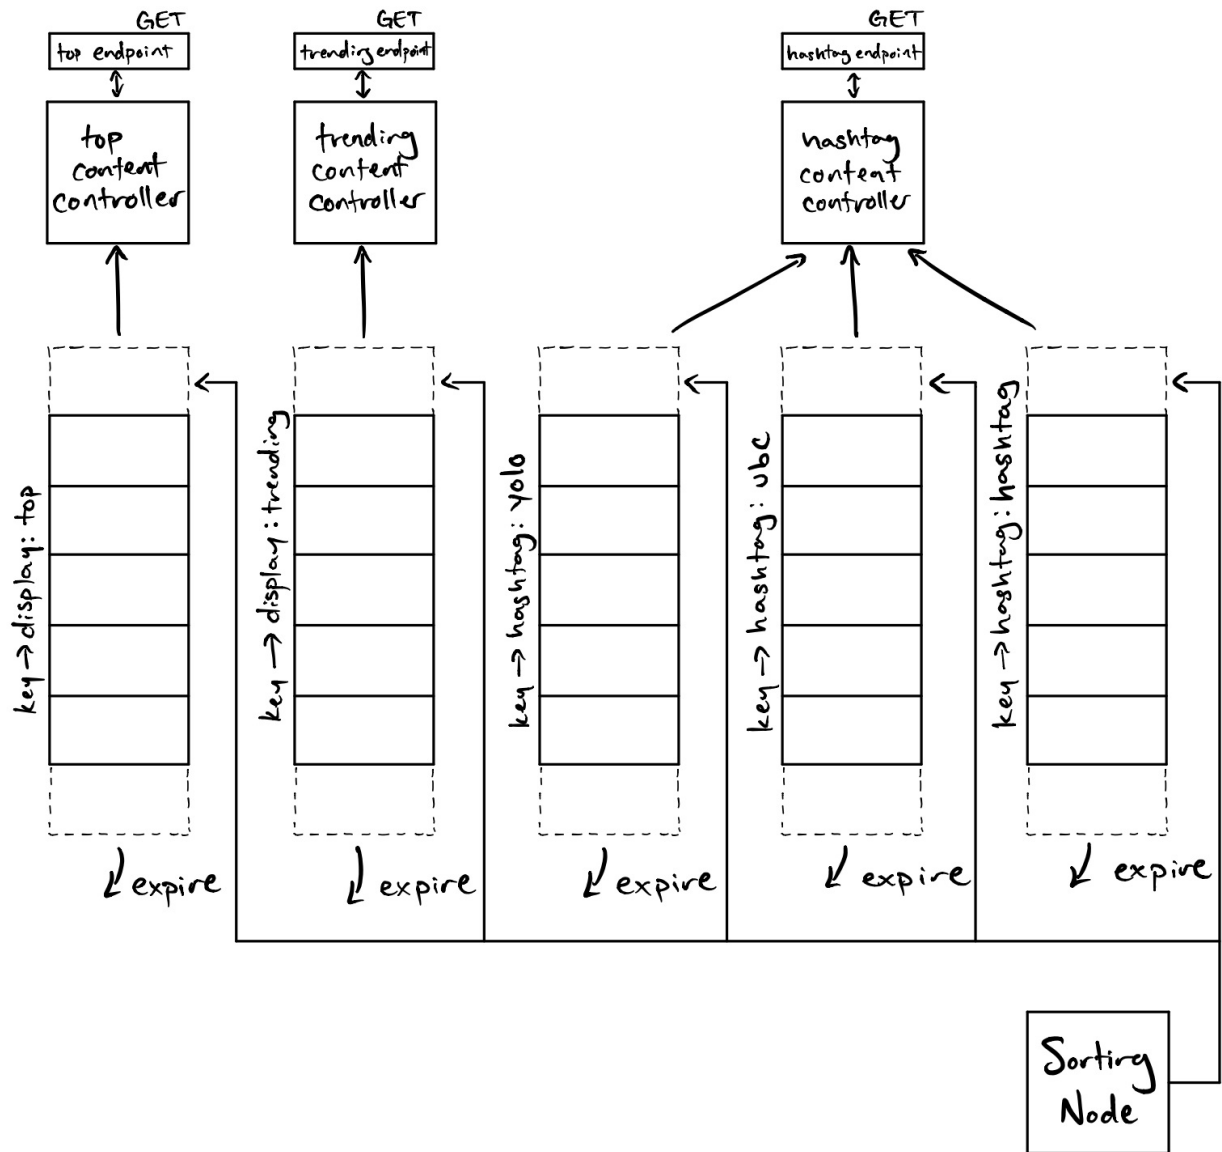 GET
top endpoint
top
content
controller
GET
trending endpoint
trending
content
controller
GET
hashtag endpoint
hashtag
content
controller
key → display: top
key → display: trending
key → hashtag: yolo
key → hashtag: ubc
key → hashtag: hashtag
expire
expire
expire
expire
expire
Sorting
Node